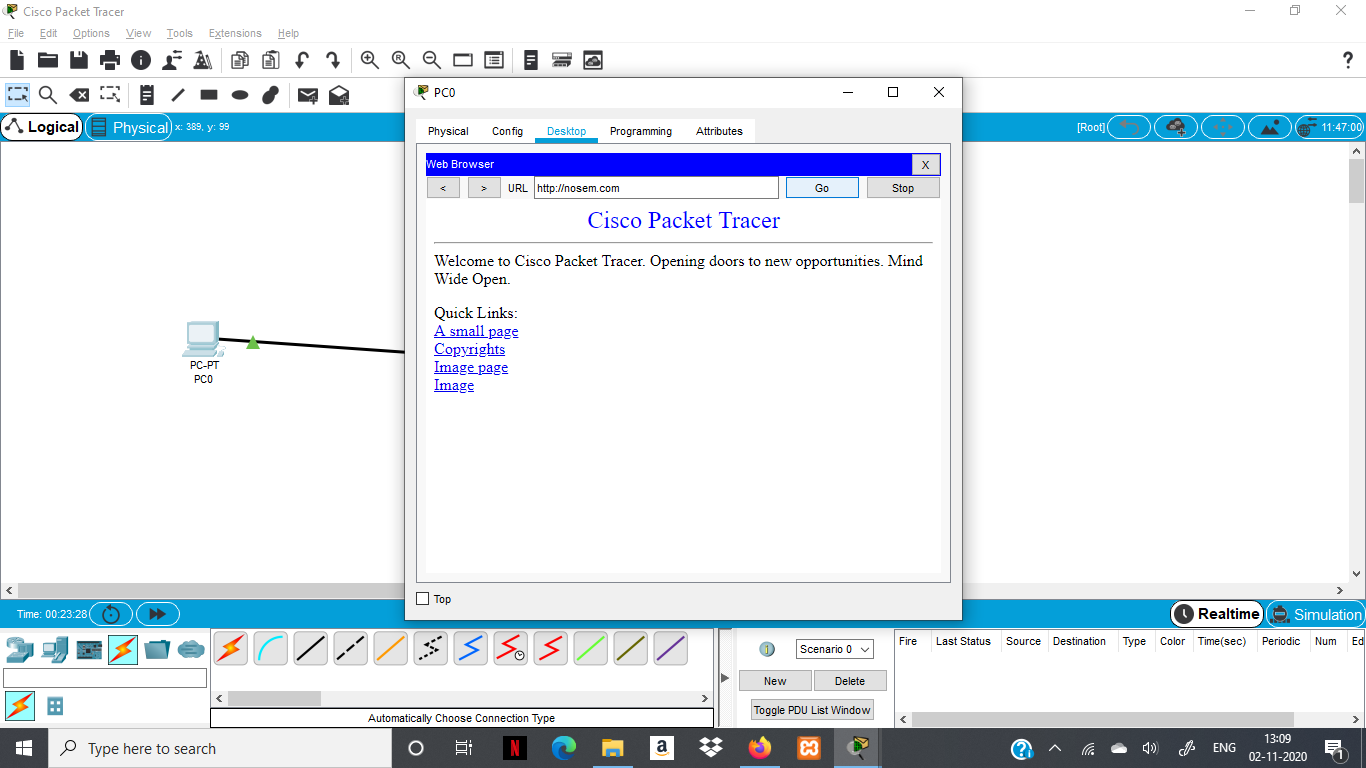 Cisco Packet Tracer
File Edit Options View Tools Extensions Help
PC0
Logical Physical x: 389, y: 99 [Root] 11:47:00
Physical Config Desktop Programming Attributes
Web Browser X
< > URL http://nosem.com Go Stop
Cisco Packet Tracer
Welcome to Cisco Packet Tracer. Opening doors to new opportunities. Mind
Wide Open.
Quick Links:
A small page
Copyrights
Image page
Image
PC-PT
PC0
Top
Time: 00:23:28 Realtime Simulation
Scenario 0
New Delete
Toggle PDU List Window
Fire Last Status Source Destination Type Color Time(sec) Periodic Num Ed
Automatically Choose Connection Type
Type here to search
ENG 13:09
02-11-2020
1